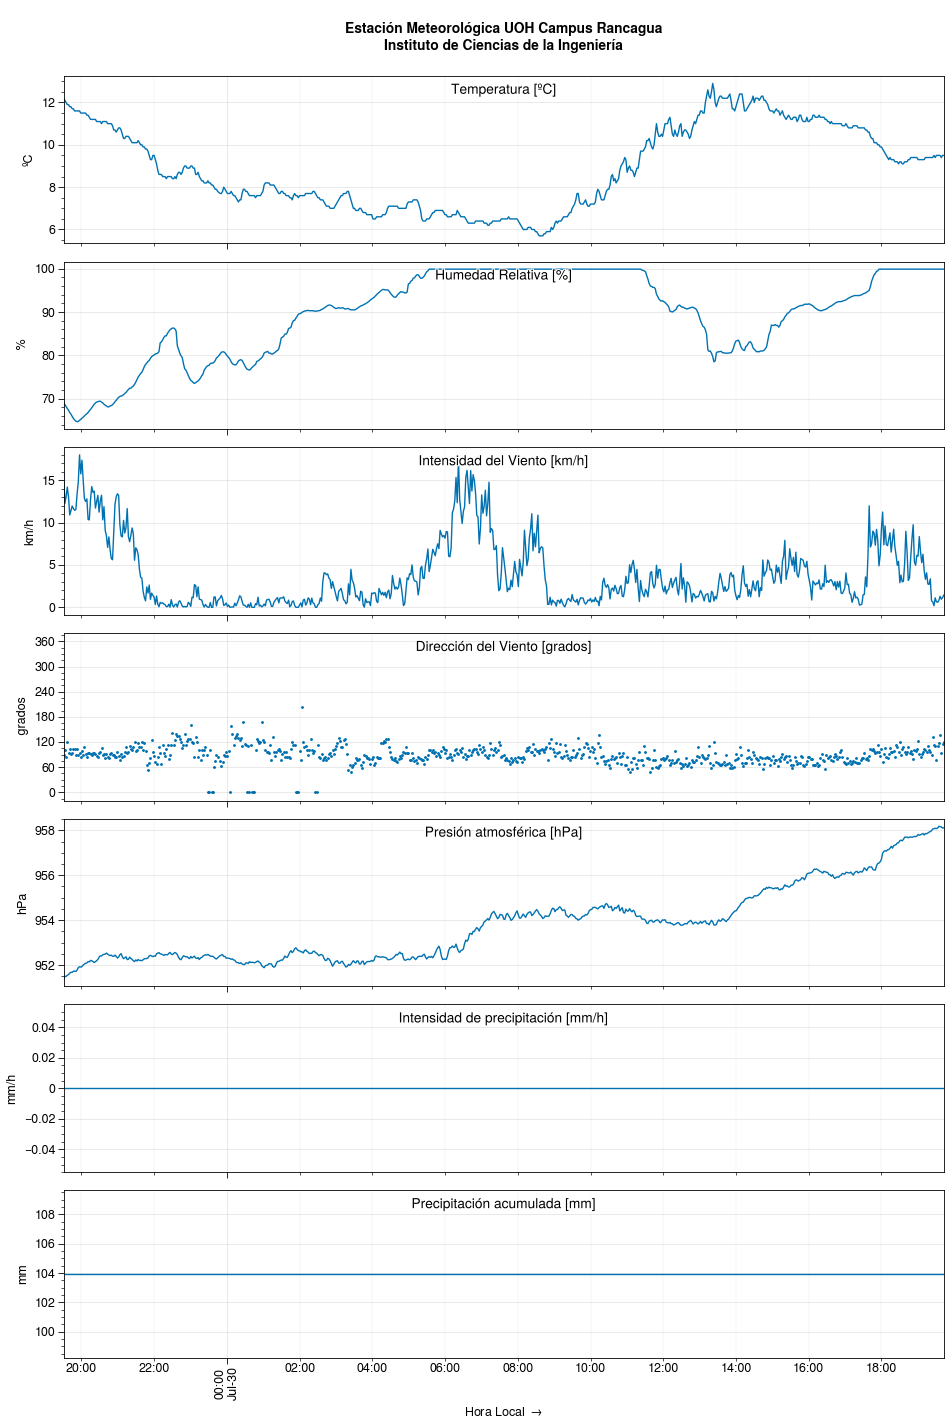 Estación Meteorológica UOH Campus Rancagua
Instituto de Ciencias de la Ingeniería
Temperatura [ºC]
12
10
8
6
ºC
Humedad Relativa [%]
100
90
80
70
%
Intensidad del Viento [km/h]
15
10
5
0
km/h
Dirección del Viento [grados]
360
300
240
180
120
60
0
grados
Presión atmosférica [hPa]
958
956
954
952
hPa
Intensidad de precipitación [mm/h]
0.04
0.02
0
−0.02
−0.04
mm/h
Precipitación acumulada [mm]
108
106
104
102
100
mm
20:00 22:00 00:00 02:00 04:00 06:00 08:00 10:00 12:00 14:00 16:00 18:00
Jul-30
Hora Local →